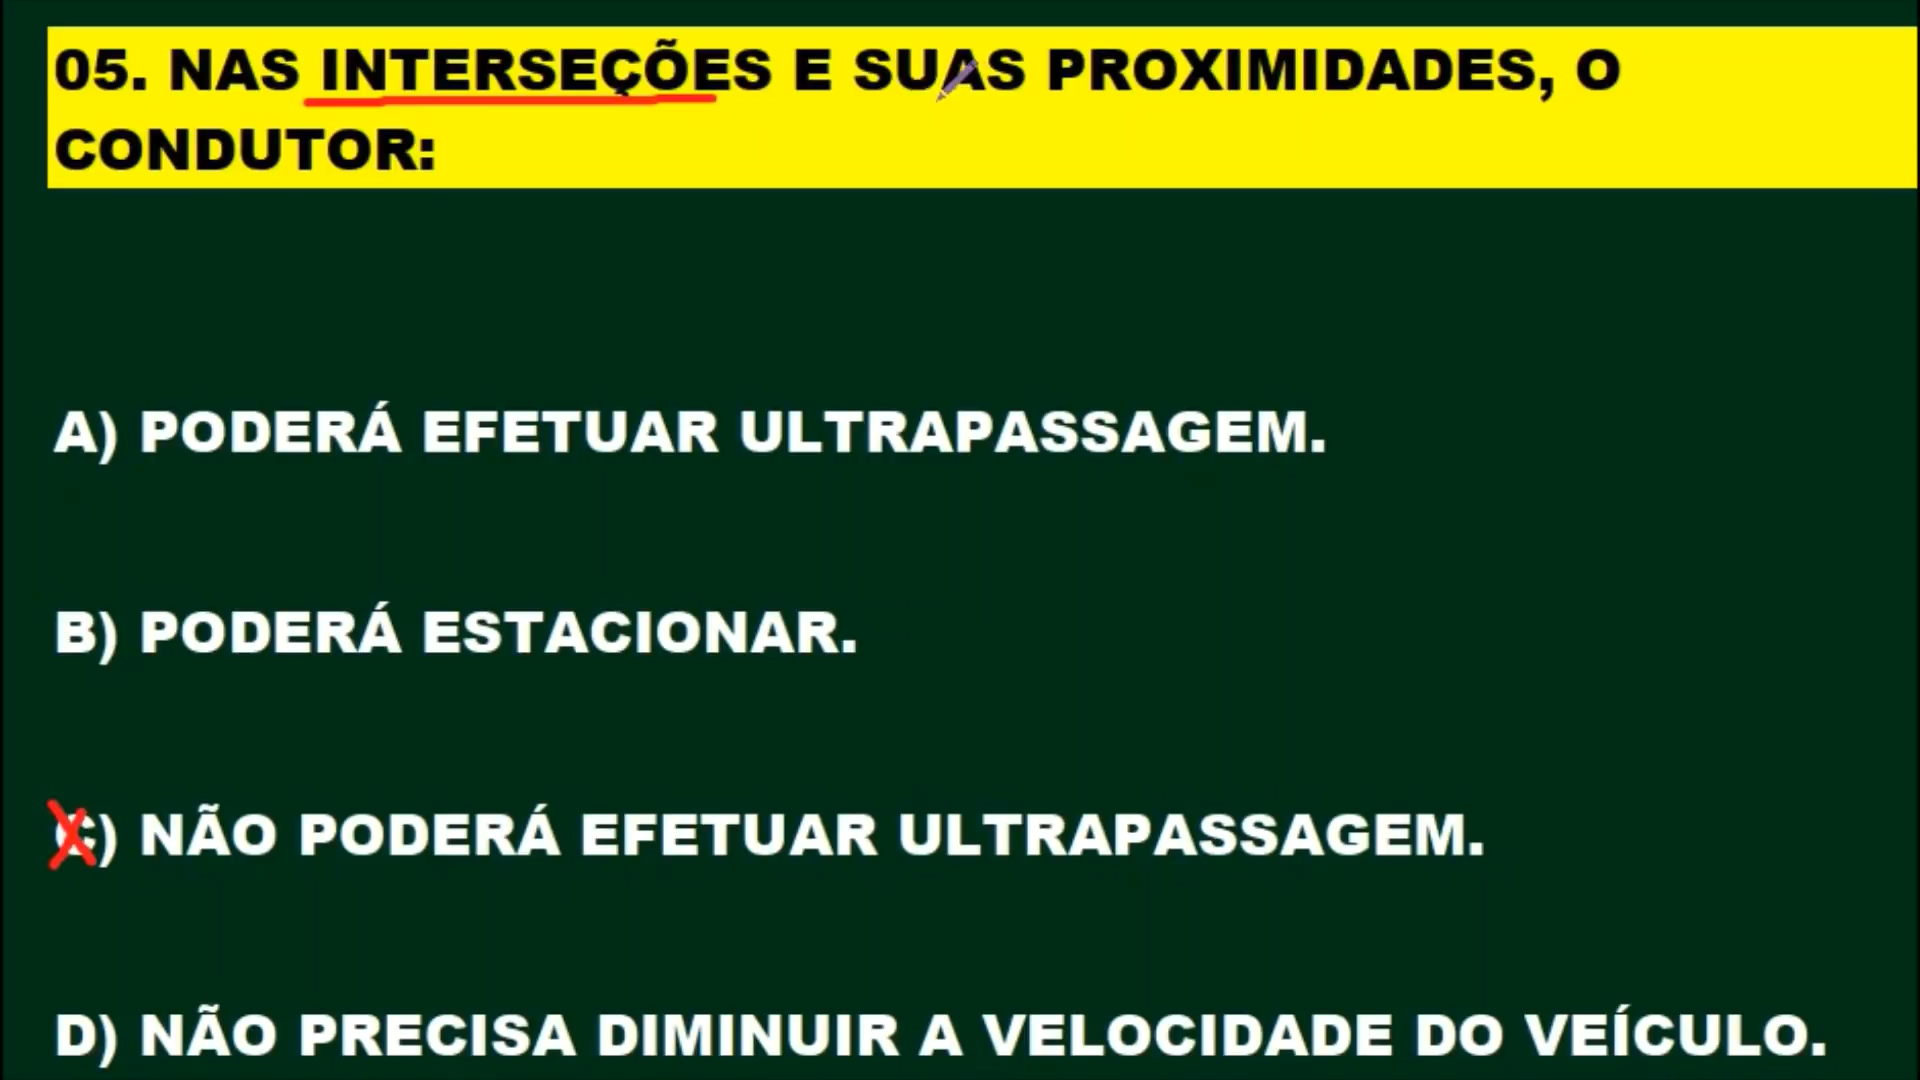 05. NAS INTERSEÇÕES E SUAS PROXIMIDADES, O
CONDUTOR:
A) PODERÁ EFETUAR ULTRAPASSAGEM.
B) PODERÁ ESTACIONAR.
C) NÃO PODERÁ EFETUAR ULTRAPASSAGEM.
D) NÃO PRECISA DIMINUIR A VELOCIDADE DO VEÍCULO.